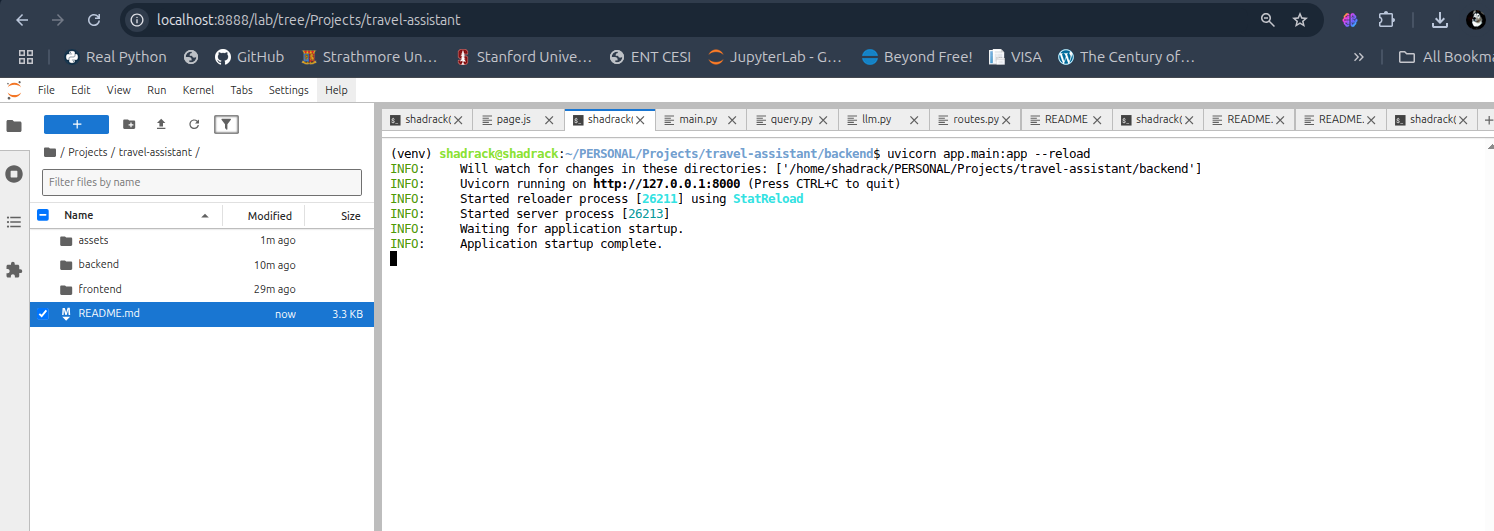 localhost:8888/lab/tree/Projects/travel-assistant
Real Python GitHub Strathmore Un... Stanford Unive... ENT CESI JupyterLab - G... Beyond Free! VISA The Century of... » All Bookma
File Edit View Run Kernel Tabs Settings Help
shadrack( page.js shadrack( main.py query.py llm.py routes.py README shadrack( README. README. shadrack(
/ Projects / travel-assistant /
Filter files by name
Name Modified Size
assets 1m ago
backend 10m ago
frontend 29m ago
README.md now 3.3 KB
(venv) shadrack@shadrack:~/PERSONAL/Projects/travel-assistant/backend$ uvicorn app.main:app --reload
INFO: Will watch for changes in these directories: ['/home/shadrack/PERSONAL/Projects/travel-assistant/backend']
INFO: Uvicorn running on http://127.0.0.1:8000 (Press CTRL+C to quit)
INFO: Started reloader process [26211] using StatReload
INFO: Started server process [26213]
INFO: Waiting for application startup.
INFO: Application startup complete.